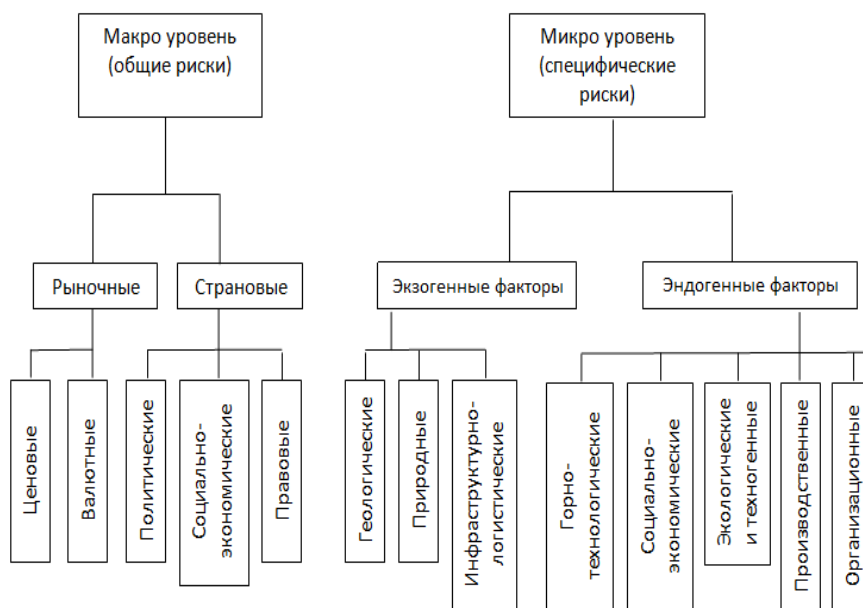 Макро уровень
(общие риски)
Микро уровень
(специфические
риски)
Рыночные
Страновые
Экзогенные факторы
Эндогенные факторы
Ценовые
Валютные
Политические
Социально-
экономические
Правовые
Геологические
Природные
Инфраструктурно-
логистические
Горно-
технологические
Социально-
экономические
Экологические
и техногенные
Производственные
Организационные